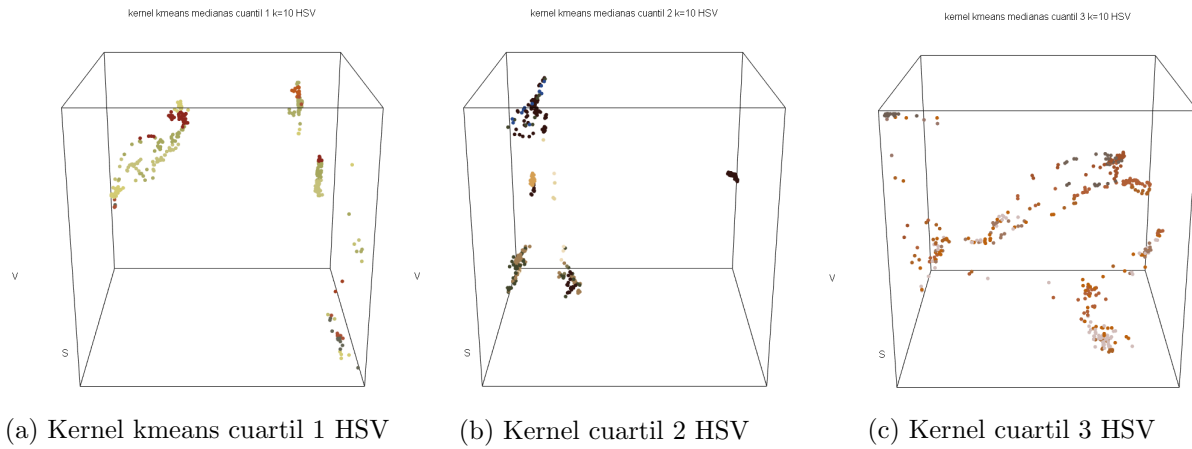 kernel kmeans medianas cuantil 1 k=10 HSV
kernel kmeans medianas cuantil 2 k=10 HSV
kernel kmeans medianas cuantil 3 k=10 HSV
V
S
V
S
V
S
(a) Kernel kmeans cuartil 1 HSV
(b) Kernel cuartil 2 HSV
(c) Kernel cuartil 3 HSV